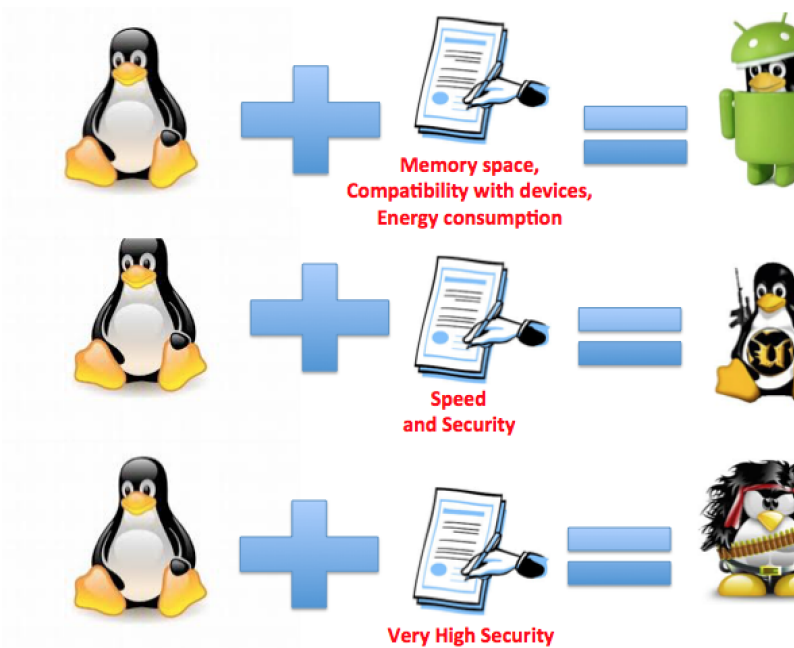 Memory space,
Compatibility with devices,
Energy consumption
Speed
and Security
Very High Security